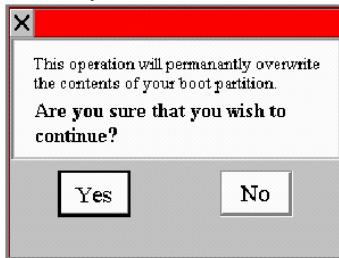 This operation will permanantly overwrite
the contents of your boot partition.
Are you sure that you wish to
continue?
Yes No